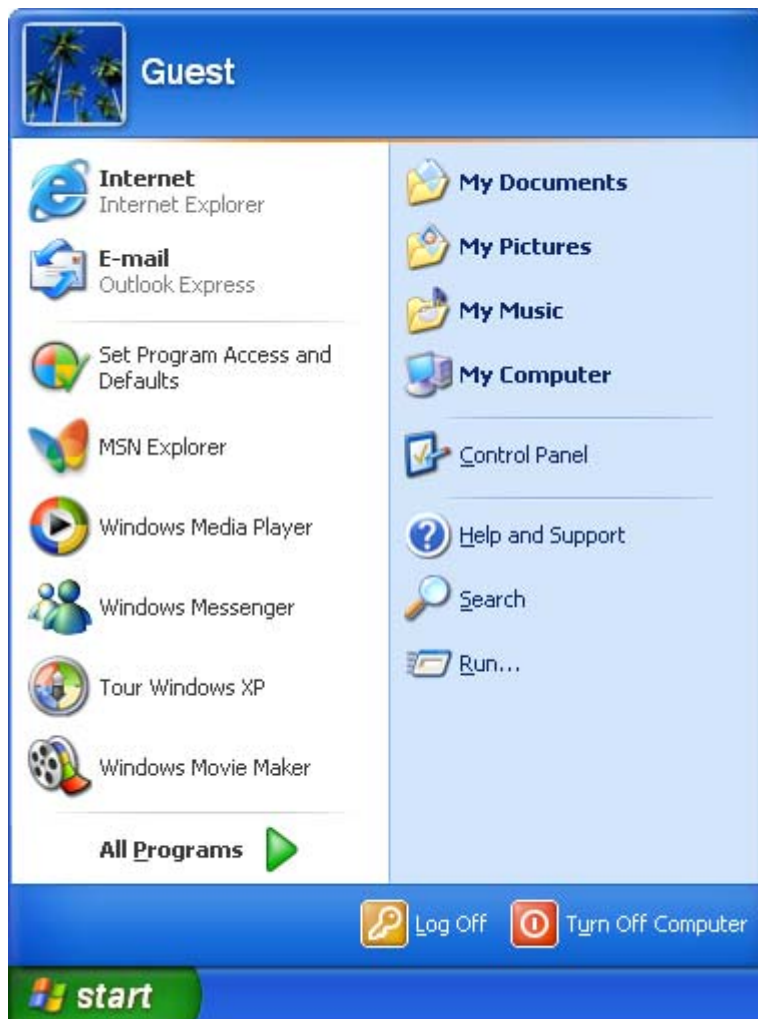 Guest
Internet
Internet Explorer
E-mail
Outlook Express
Set Program Access and
Defaults
MSN Explorer
Windows Media Player
Windows Messenger
Tour Windows XP
Windows Movie Maker
All Programs
My Documents
My Pictures
My Music
My Computer
Control Panel
Help and Support
Search
Run...
Log Off
Turn Off Computer
start